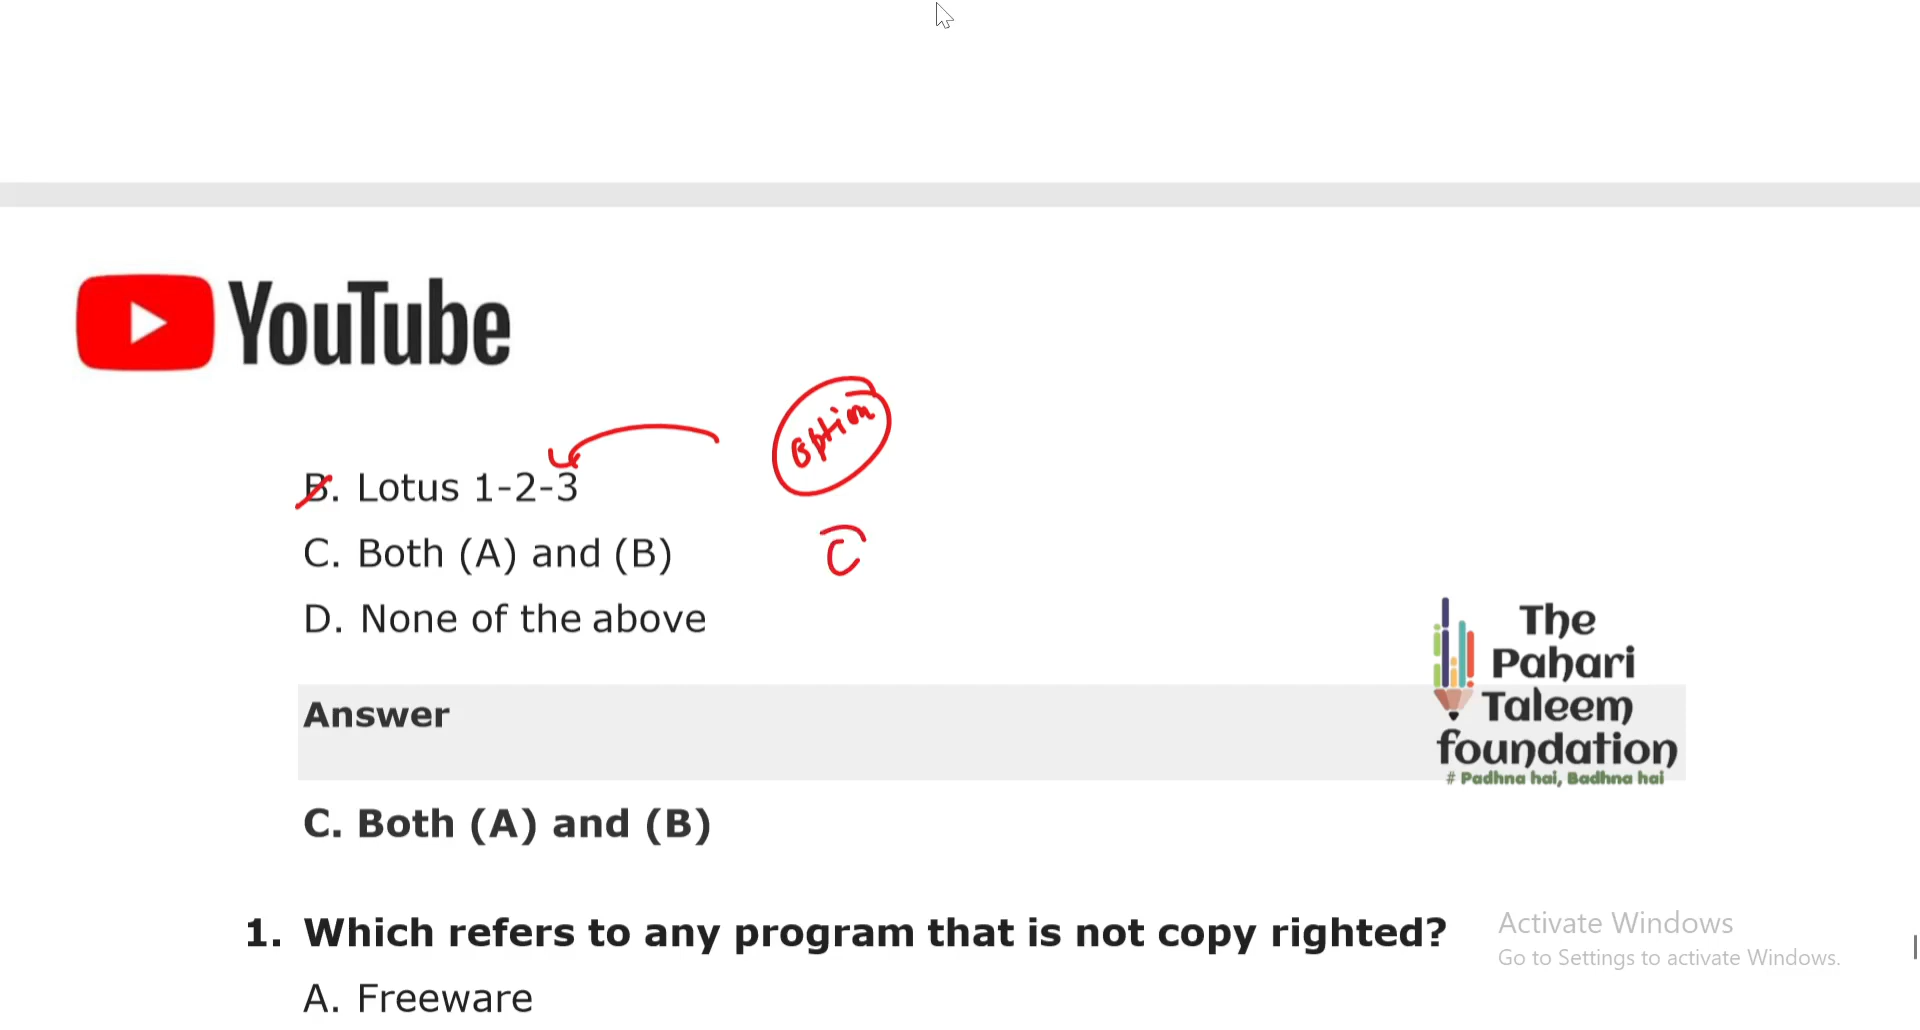 YouTube
Option
B. Lotus 1-2-3
C. Both (A) and (B)
C
D. None of the above
The
Pahari
Taleem
foundation
# Padhna hai, Badhna hai
Answer
C. Both (A) and (B)
1. Which refers to any program that is not copy righted?
Activate Windows
Go to Settings to activate Windows.
A. Freeware